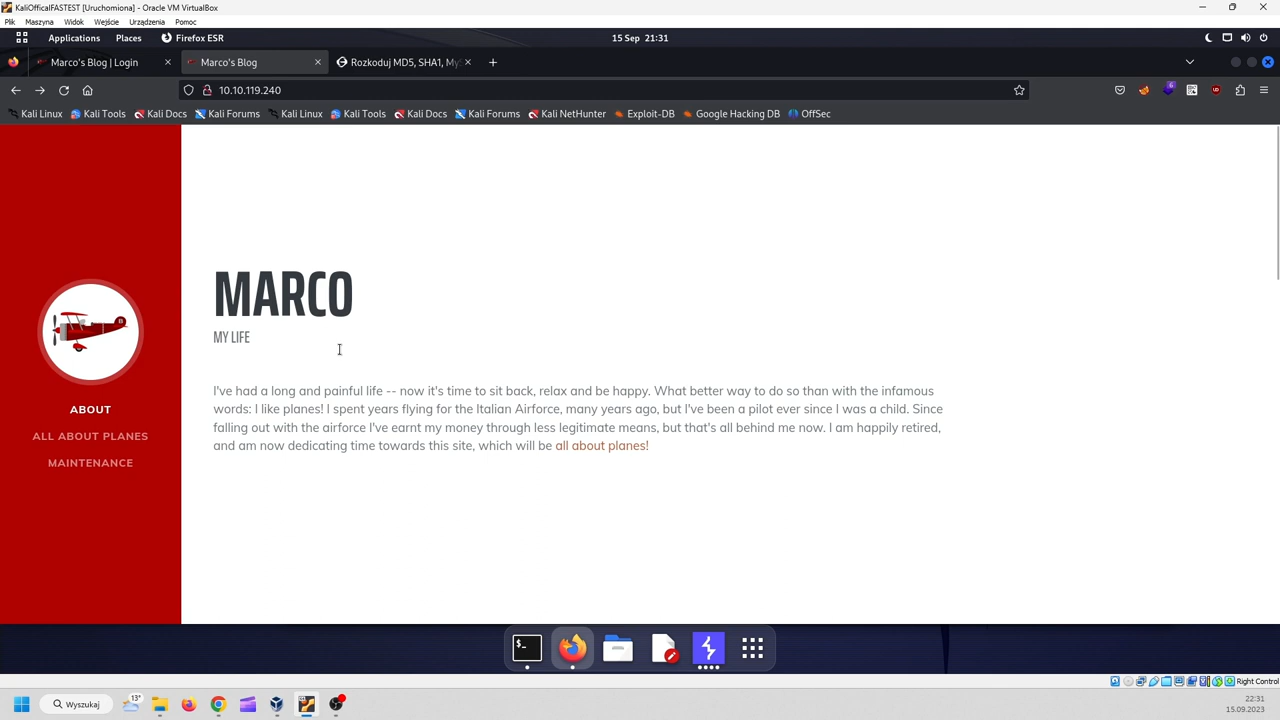 KaliOfficalFASTEST [Uruchomiona] - Oracle VM VirtualBox
Plik Maszyna Widok Wejście Urządzenia Pomoc
Applications Places Firefox ESR 15 Sep 21:31
Marco's Blog | Login Marco's Blog Rozkoduj MD5, SHA1, My
10.10.119.240
Kali Linux Kali Tools Kali Docs Kali Forums Kali Linux Kali Tools Kali Docs Kali Forums Kali NetHunter Exploit-DB Google Hacking DB OffSec
MARCO
MY LIFE
I've had a long and painful life -- now it's time to sit back, relax and be happy. What better way to do so than with the infamous
words: I like planes! I spent years flying for the Italian Airforce, many years ago, but I've been a pilot ever since I was a child. Since
falling out with the airforce I've earnt my money through less legitimate means, but that's all behind me now. I am happily retired,
and am now dedicating time towards this site, which will be all about planes!
ABOUT
ALL ABOUT PLANES
MAINTENANCE
$_
Right Control
Wyszukaj 13° 22:31
15.09.2023